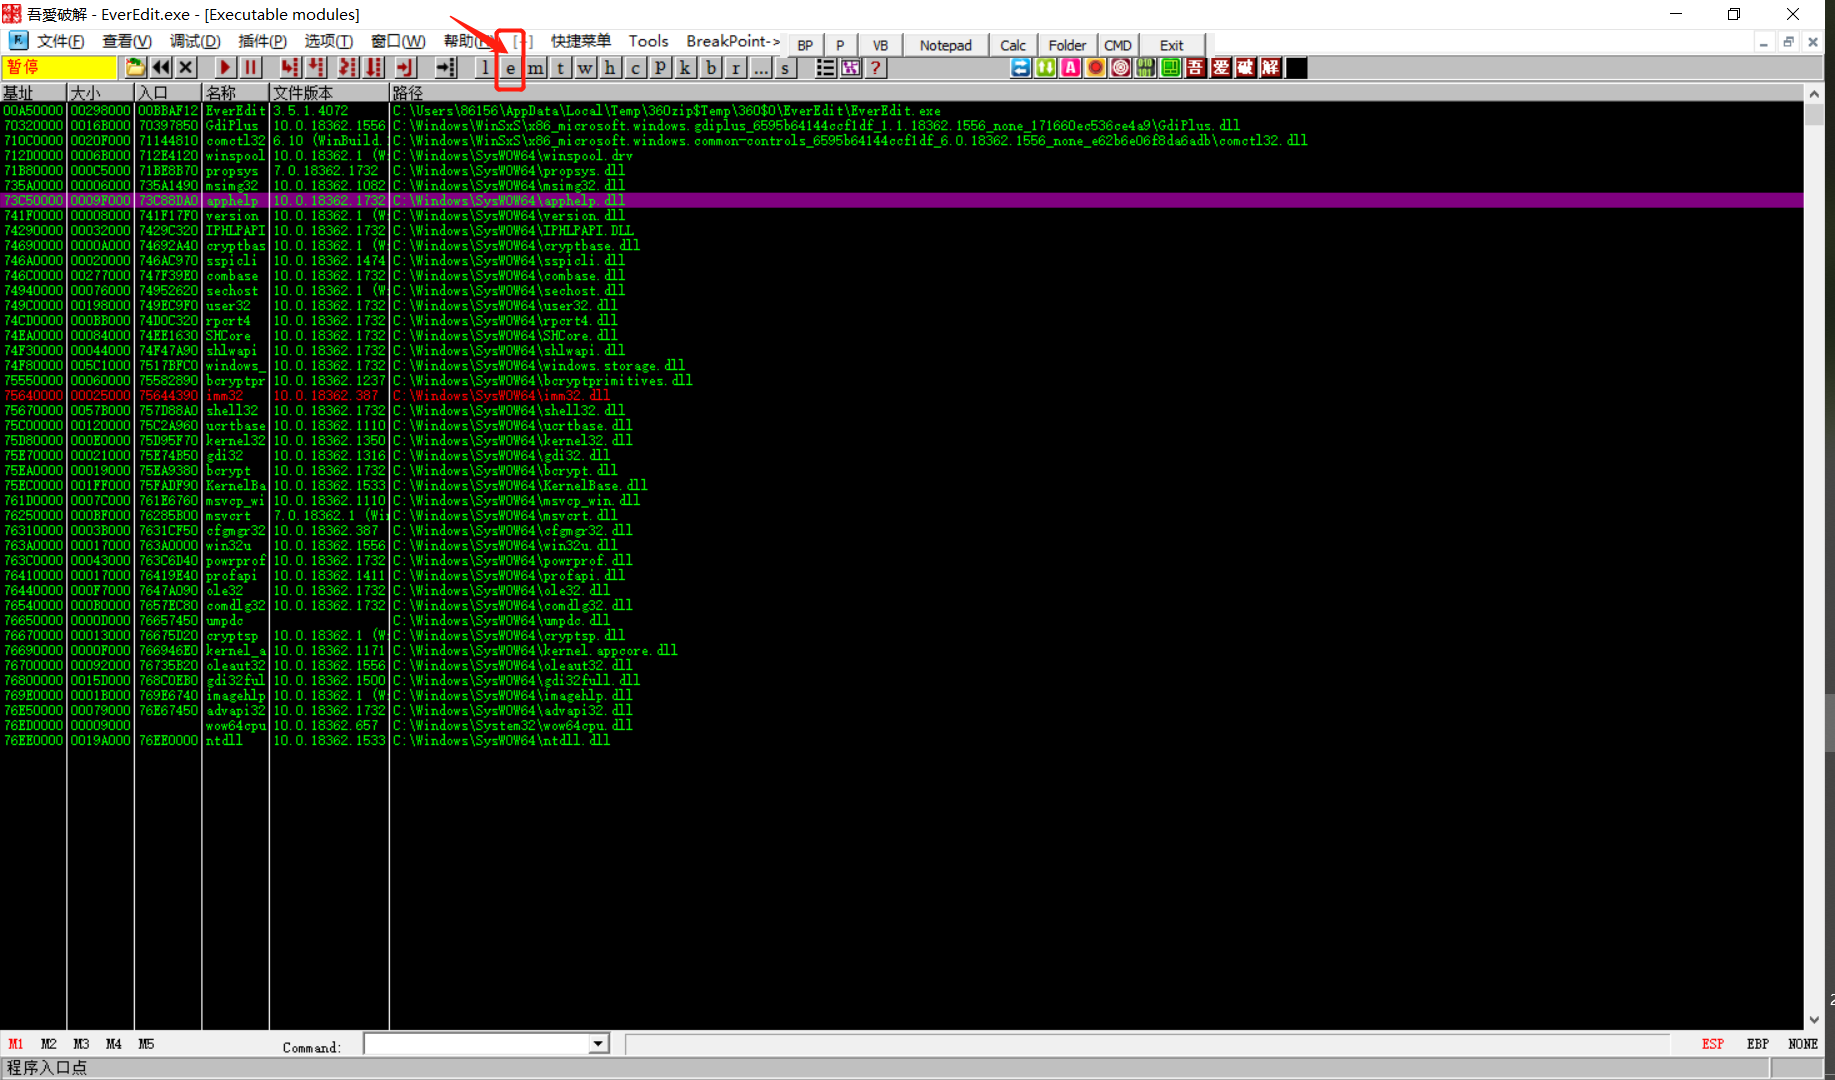 吾愛破解 - EverEdit.exe - [Executable modules]
文件(F) 查看(V) 调试(D) 插件(P) 选项(T) 窗口(W) 帮助 [+] 快捷菜单 Tools BreakPoint-> BP P VB Notepad Calc Folder CMD Exit
暂停 l e m t w h c P k b r ... s ? A 吾 爱 破 解
基址 大小 入口 名称 文件版本 路径
00A50000 00298000 00BBAF12 EverEdit 3.5.1.4072 C:\Users\86156\AppData\Local\Temp\360zip$Temp\360$0\EverEdit\EverEdit.exe
70320000 0016B000 70397850 GdiPlus 10.0.18362.1556 C:\Windows\WinSxS\x86_microsoft.windows.gdiplus_6595b64144ccf1df_1.1.18362.1556_none_171660ec536ce4a9\GdiPlus.dll
710C0000 0020F000 71144810 comctl32 6.10 (WinBuild. C:\Windows\WinSxS\x86_microsoft.windows.common-controls_6595b64144ccf1df_6.0.18362.1556_none_e62b6e06f8da6adb\comctl32.dll
712D0000 0006B000 712E4120 winspool 10.0.18362.1 (W: C:\Windows\SysWOW64\winspool.drv
71B80000 000C5000 71BE8B70 propsys 7.0.18362.1732 C:\Windows\SysWOW64\propsys.dll
735A0000 00006000 735A1490 msimg32 10.0.18362.1082 C:\Windows\SysWOW64\msimg32.dll
73C50000 0009F000 73C88DA0 apphelp 10.0.18362.1732 C:\Windows\SysWOW64\apphelp.dll
741F0000 00008000 741F17F0 version 10.0.18362.1 (W: C:\Windows\SysWOW64\version.dll
74290000 00032000 7429C320 IPHLPAPI 10.0.18362.1732 C:\Windows\SysWOW64\IPHLPAPI.DLL
74690000 0000A000 74692A40 cryptbas 10.0.18362.1 (W: C:\Windows\SysWOW64\cryptbase.dll
746A0000 00020000 746AC970 sspicli 10.0.18362.1474 C:\Windows\SysWOW64\sspicli.dll
746C0000 00277000 747F39E0 combase 10.0.18362.1732 C:\Windows\SysWOW64\combase.dll
74940000 00076000 74952620 sechost 10.0.18362.1 (W: C:\Windows\SysWOW64\sechost.dll
749C0000 00198000 749EC9F0 user32 10.0.18362.1732 C:\Windows\SysWOW64\user32.dll
74CD0000 000BB000 74D0C320 rpcrt4 10.0.18362.1732 C:\Windows\SysWOW64\rpcrt4.dll
74EA0000 00084000 74EE1630 SHCore 10.0.18362.1732 C:\Windows\SysWOW64\SHCore.dll
74F30000 00044000 74F47A90 shlwapi 10.0.18362.1732 C:\Windows\SysWOW64\shlwapi.dll
74F80000 005C1000 7517BFC0 windows_ 10.0.18362.1732 C:\Windows\SysWOW64\windows.storage.dll
75550000 00060000 75582890 bcryptpr 10.0.18362.1237 C:\Windows\SysWOW64\bcryptprimitives.dll
75640000 00025000 75644390 imm32 10.0.18362.387 C:\Windows\SysWOW64\imm32.dll
75670000 0057B000 757D88A0 shell32 10.0.18362.1732 C:\Windows\SysWOW64\shell32.dll
75C00000 00120000 75C2A960 ucrtbase 10.0.18362.1110 C:\Windows\SysWOW64\ucrtbase.dll
75D80000 000E0000 75D95F70 kernel32 10.0.18362.1350 C:\Windows\SysWOW64\kernel32.dll
75E70000 00021000 75E74B50 gdi32 10.0.18362.1316 C:\Windows\SysWOW64\gdi32.dll
75EA0000 00019000 75EA9380 bcrypt 10.0.18362.1732 C:\Windows\SysWOW64\bcrypt.dll
75EC0000 001FF000 75FADF90 KernelBa 10.0.18362.1533 C:\Windows\SysWOW64\KernelBase.dll
761D0000 0007C000 761E6760 msvcp_wi 10.0.18362.1110 C:\Windows\SysWOW64\msvcp_win.dll
76250000 000BF000 76285B00 msvcrt 7.0.18362.1 (Wi C:\Windows\SysWOW64\msvcrt.dll
76310000 0003B000 7631CF50 cfgmgr32 10.0.18362.387 C:\Windows\SysWOW64\cfgmgr32.dll
763A0000 00017000 763A0000 win32u 10.0.18362.1556 C:\Windows\SysWOW64\win32u.dll
763C0000 00043000 763C6D40 powrprof 10.0.18362.1732 C:\Windows\SysWOW64\powrprof.dll
76410000 00017000 76419E40 profapi 10.0.18362.1411 C:\Windows\SysWOW64\profapi.dll
76440000 000F7000 7647A090 ole32 10.0.18362.1732 C:\Windows\SysWOW64\ole32.dll
76540000 000B0000 7657EC80 comdlg32 10.0.18362.1732 C:\Windows\SysWOW64\comdlg32.dll
76650000 0000D000 76657450 umpdc C:\Windows\SysWOW64\umpdc.dll
76670000 00013000 76675D20 cryptsp 10.0.18362.1 (W: C:\Windows\SysWOW64\cryptsp.dll
76690000 0000F000 766946E0 kernel_a 10.0.18362.1171 C:\Windows\SysWOW64\kernel.appcore.dll
76700000 00092000 76735B20 oleaut32 10.0.18362.1556 C:\Windows\SysWOW64\oleaut32.dll
76800000 0015D000 768C0EB0 gdi32ful 10.0.18362.1500 C:\Windows\SysWOW64\gdi32full.dll
769E0000 0001B000 769E6740 imagehlp 10.0.18362.1 (W: C:\Windows\SysWOW64\imagehlp.dll
76E50000 00079000 76E67450 advapi32 10.0.18362.1732 C:\Windows\SysWOW64\advapi32.dll
76ED0000 00009000 wow64cpu 10.0.18362.657 C:\Windows\System32\wow64cpu.dll
76EE0000 0019A000 76EE0000 ntdll 10.0.18362.1533 C:\Windows\SysWOW64\ntdll.dll
M1 M2 M3 M4 M5 Command: ESP EBP NONE
程序入口点